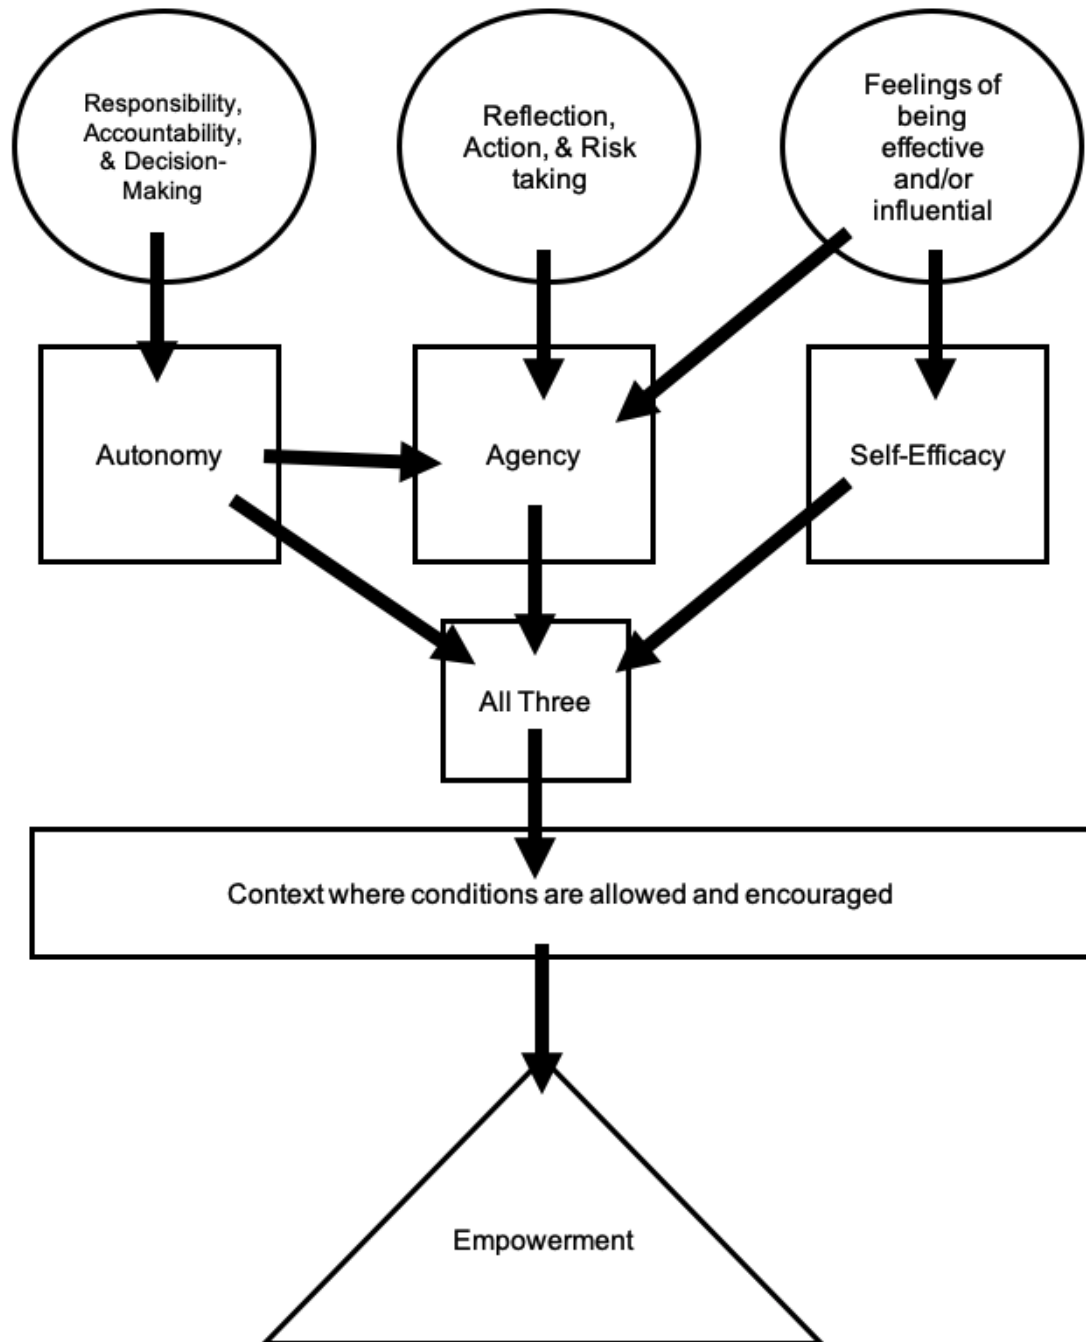 Responsibility,
Accountability,
& Decision-
Making
Reflection,
Action, & Risk
taking
Feelings of
being
effective
and/or
influential
Autonomy
Agency
Self-Efficacy
All Three
Context where conditions are allowed and encouraged
Empowerment